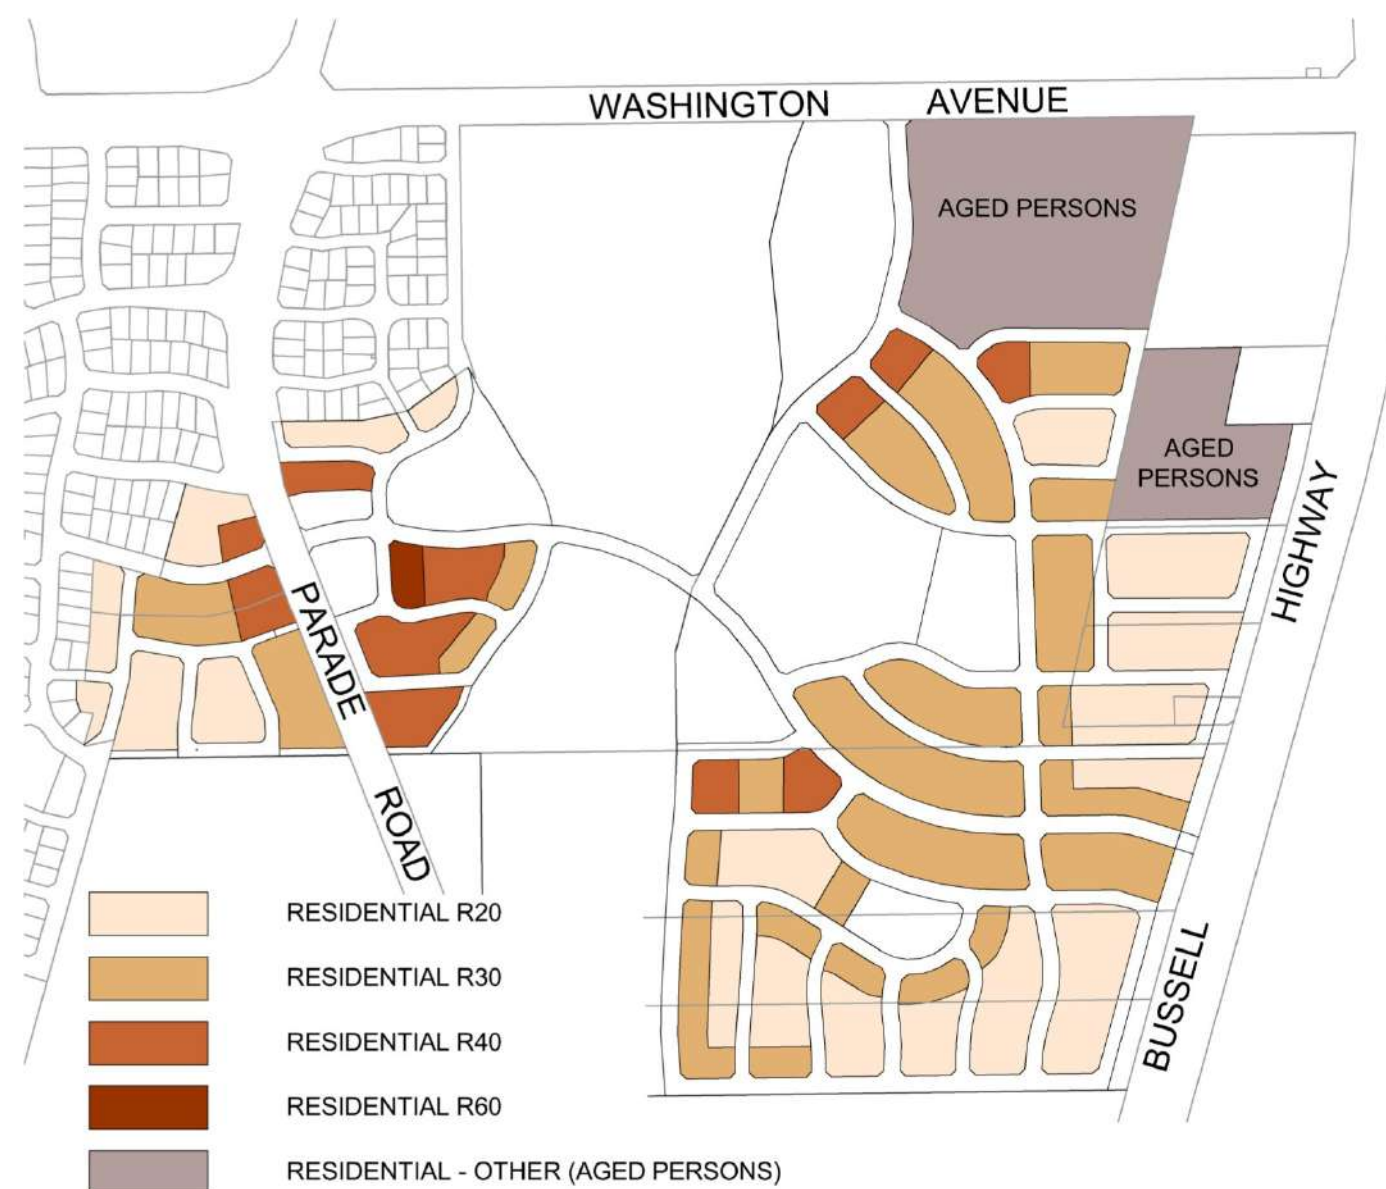 WASHINGTON AVENUE
AGED PERSONS
AGED
PERSONS
HIGHWAY
PARADE
ROAD
BUSSELL
RESIDENTIAL R20
RESIDENTIAL R30
RESIDENTIAL R40
RESIDENTIAL R60
RESIDENTIAL - OTHER (AGED PERSONS)